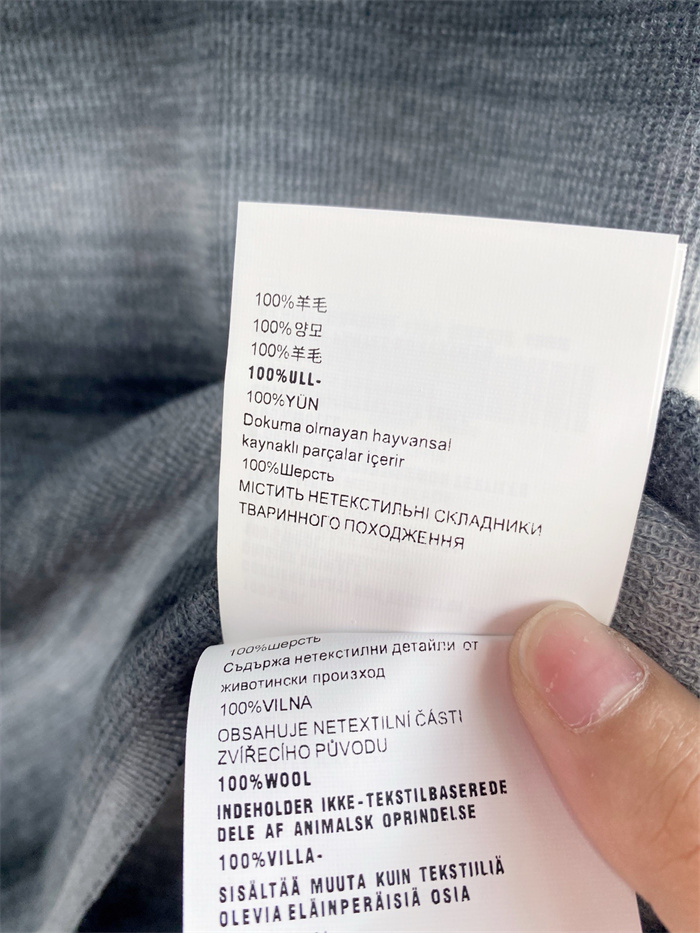 100%羊毛
100%양모
100%羊毛
100%ULL-
100%YÜN
Dokuma olmayan hayvansal
kaynaklı parçalar içerir
100%Шерсть
МІСТИТЬ НЕТЕКСТИЛЬНІ СКЛАДНИКИ
ТВАРИННОГО ПОХОДЖЕННЯ
100%шерсть
Съдържа нетекстилни детайли от
животински произход
100%VILNA
OBSAHUJE NETEXTILNÍ ČÁSTI
ZVÍŘECÍHO PŮVODU
100%WOOL
INDEHOLDER IKKE-TEKSTILBASEREDE
DELE AF ANIMALSK OPRINDELSE
100%VILLA-
SISÄLTÄÄ MUUTA KUIN TEKSTIILIÄ
OLEVIA ELÄINPERÄISIÄ OSIA